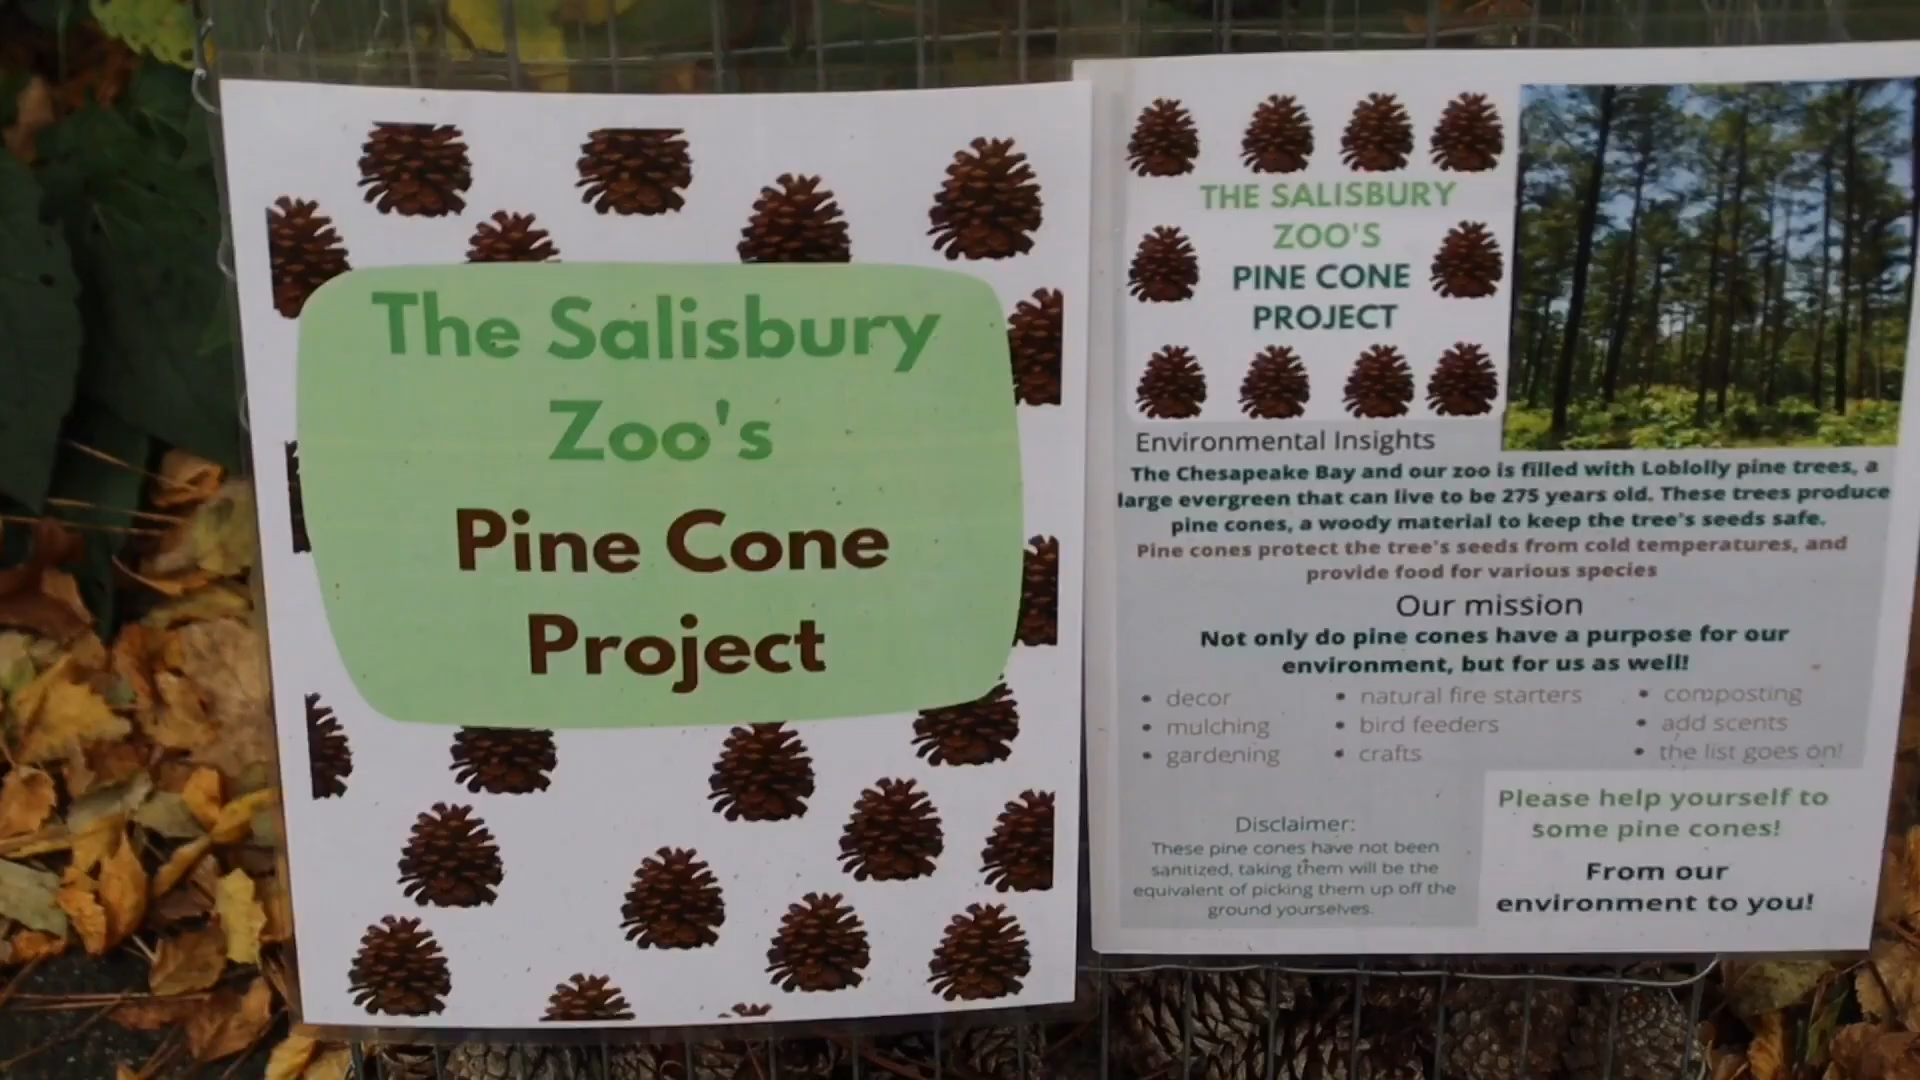 The Salisbury
Zoo's
Pine Cone
Project
THE SALISBURY
ZOO'S
PINE CONE
PROJECT
Environmental Insights
The Chesapeake Bay and our zoo is filled with Loblolly pine trees, a
large evergreen that can live to be 275 years old. These trees produce
pine cones, a woody material to keep the tree's seeds safe.
Pine cones protect the tree's seeds from cold temperatures, and
provide food for various species
Our mission
Not only do pine cones have a purpose for our
environment, but for us as well!
• decor
• mulching
• gardening
• natural fire starters
• bird feeders
• crafts
• composting
• add scents
• the list goes on!
Disclaimer:
These pine cones have not been
sanitized, taking them will be the
equivalent of picking them up off the
ground yourselves.
Please help yourself to
some pine cones!
From our
environment to you!